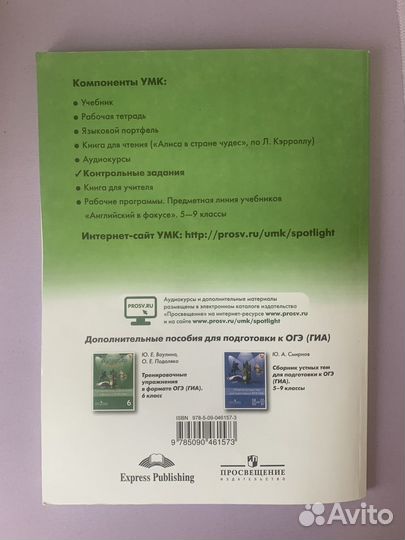 Компоненты УМК:
• Учебник
• Рабочая тетрадь
• Языковой портфель
• Книга для чтения («Алиса в стране чудес», по Л. Кэрроллу)
• Аудиокурсы
✓Контрольные задания
• Книга для учителя
• Рабочие программы. Предметная линия учебников
«Английский в фокусе». 5—9 классы
Интернет-сайт УМК: http://prosv.ru/umk/spotlight
PROSV.RU
Аудиокурсы и дополнительные материалы
размещены в электронном каталоге издательства
«Просвещение» на интернет-ресурсе www.prosv.ru
и на сайте www.prosv.ru/umk/spotlight
Дополнительные пособия для подготовки к ОГЭ (ГИА)
Ю. Е. Ваулина,
О. Е. Подоляко
Тренировочные
упражнения
в формате ОГЭ (ГИА).
6 класс
6
Ю. А. Смирнов
Сборник устных тем
для подготовки к ОГЭ
(ГИА).
5–9 классы
ISBN 978-5-09-046157-3
9 785090 461573
Express Publishing
ПРОСВЕЩЕНИЕ
ИЗДАТЕЛЬСТВО
Avito